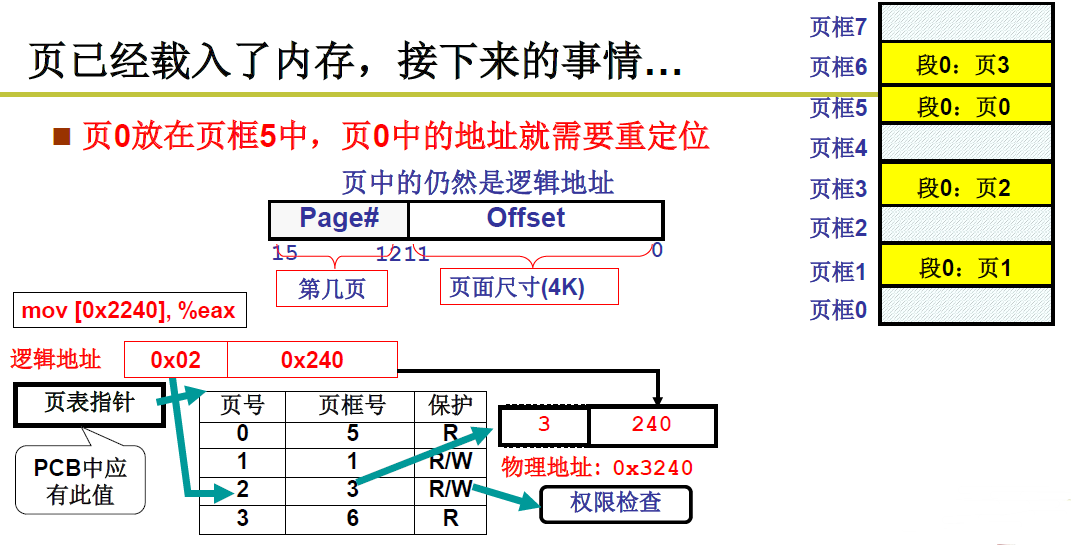 页已经载入了内存，接下来的事情…
■ 页0放在页框5中，页0中的地址就需要重定位
页中的仍然是逻辑地址
Page# Offset
15 12 11 0
第几页 页面尺寸(4K)
页框7
页框6 段0：页3
页框5 段0：页0
页框4
页框3 段0：页2
页框2
页框1 段0：页1
页框0
mov [0x2240], %eax
逻辑地址 0x02 0x240
页表指针
PCB中应
有此值
页号 页框号 保护
0 5 R
1 1 R/W
2 3 R/W
3 6 R
3 240
物理地址：0x3240
权限检查